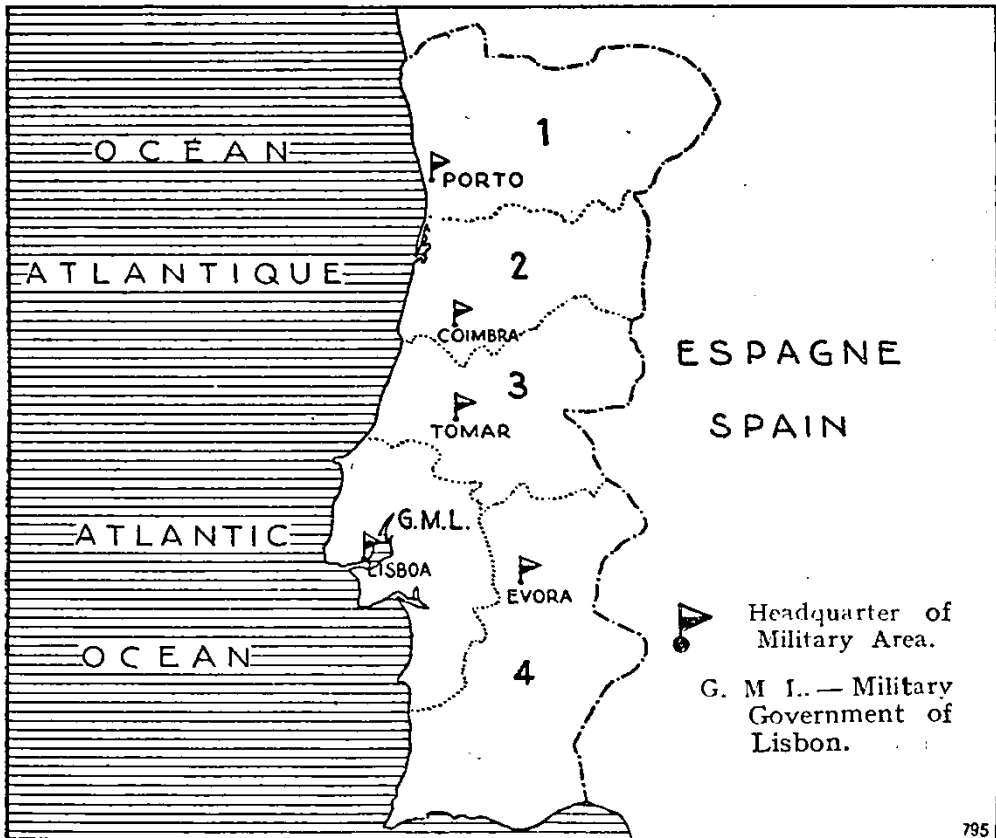 1
OCÉAN
PORTO
2
ATLANTIQUE
COIMBRA
ESPAGNE
3
SPAIN
TOMAR
G.M.L.
ATLANTIC
LISBOA
EVORA
Headquarter of
Military Area.
OCEAN
4
G. M L. — Military
Government of
Lisbon.
795